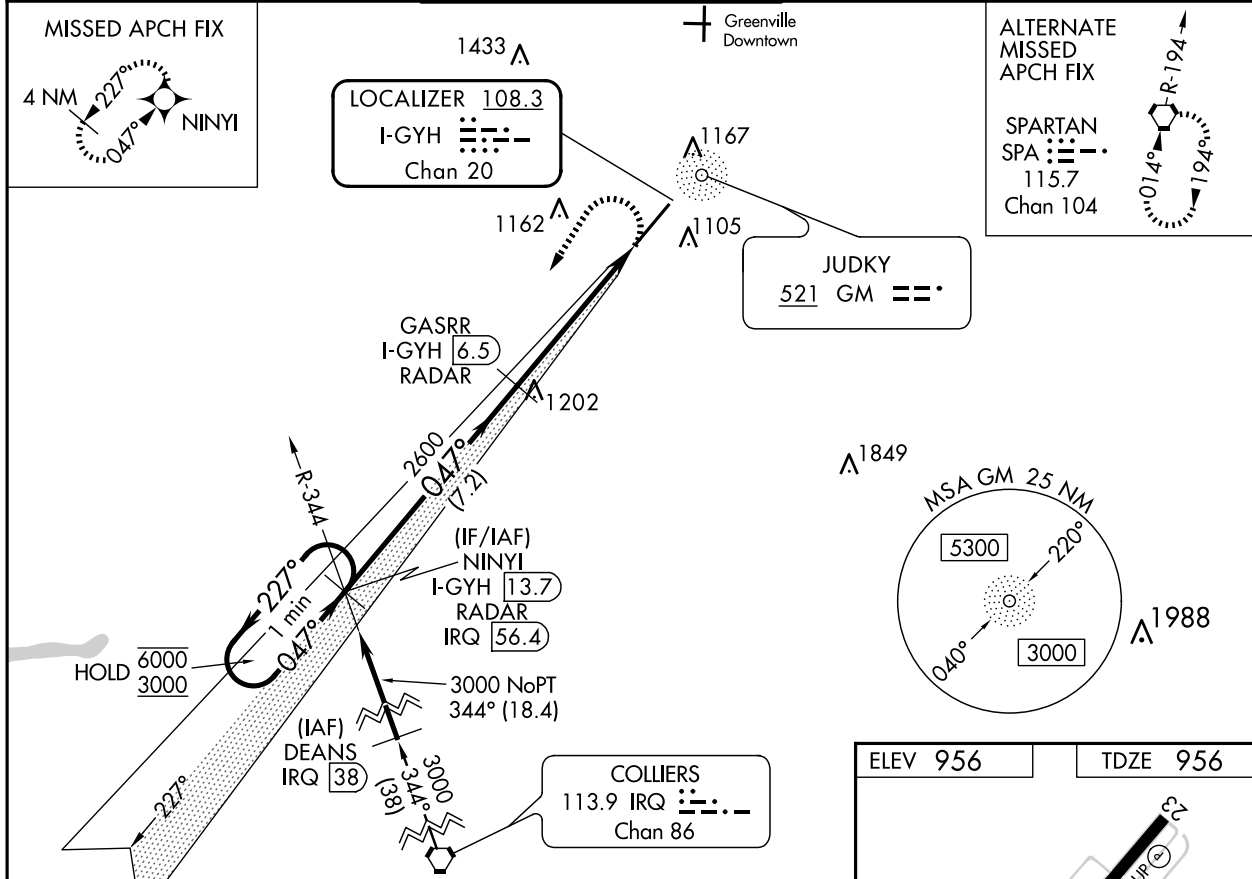 MISSED APCH FIX
4 NM
227°
047°
NINYI
1433
Greenville
Downtown
LOCALIZER 108.3
I-GYH
Chan 20
1167
1162
1105
JUDKY
521 GM
ALTERNATE
MISSED
APCH FIX
SPARTAN
SPA
115.7
Chan 104
R-194
014°
194°
GASRR
I-GYH 6.5
RADAR
1202
2600
047°
(7.2)
R-344
(IF/IAF)
NINYI
I-GYH 13.7
RADAR
IRQ 56.4
227°
1 min
047°
HOLD 6000
3000
3000 NoPT
344° (18.4)
(IAF)
DEANS
IRQ 38
3000
344°
(38)
227°
COLLIERS
113.9 IRQ
Chan 86
1849
MSA GM 25 NM
5300
220°
040°
3000
1988
ELEV 956
TDZE 956
23
UP
P